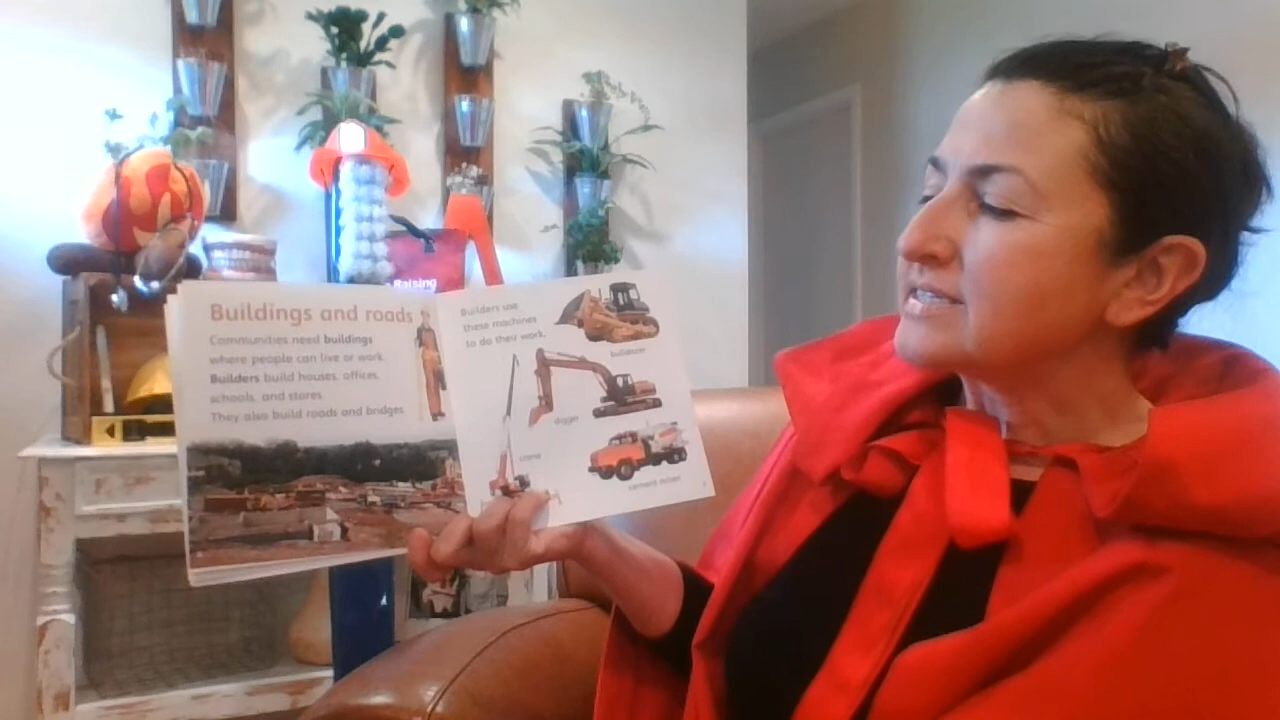 Raising
Buildings and roads
Communities need buildings
where people can live or work.
Builders build houses, offices,
schools, and stores.
They also build roads and bridges.
Builders use
these machines
to do their work.
bulldozer
digger
crane
cement mixer